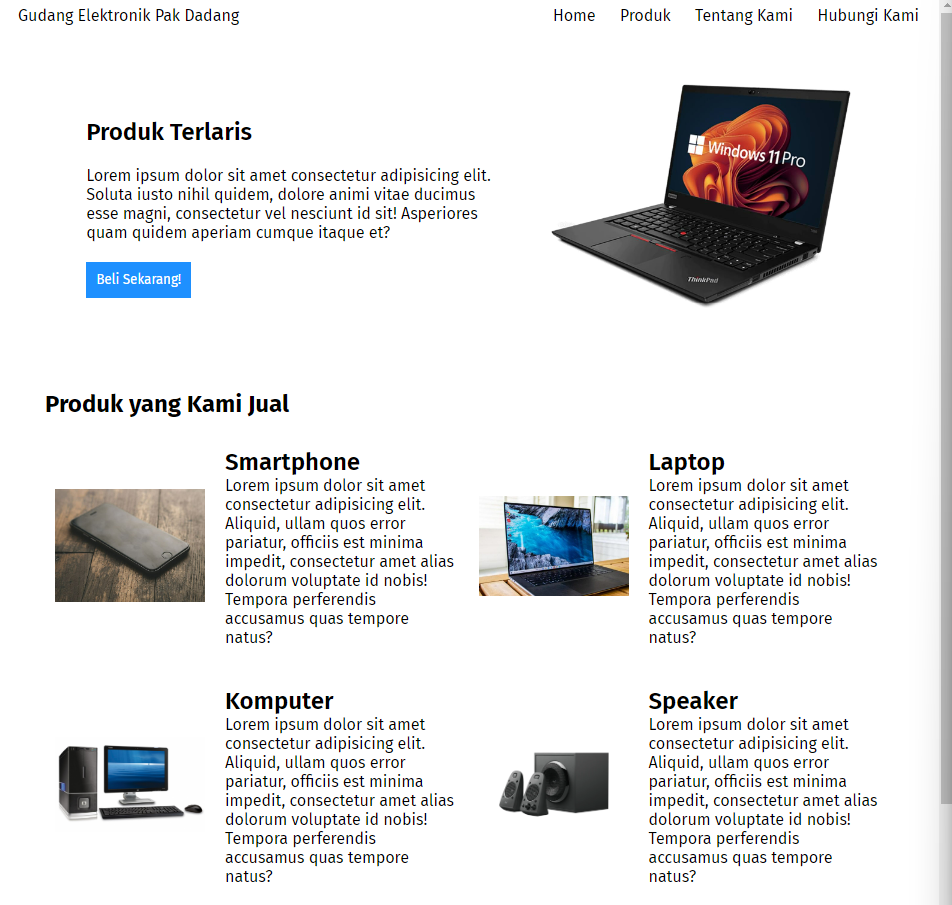 Gudang Elektronik Pak Dadang
Home Produk Tentang Kami Hubungi Kami
Produk Terlaris
Lorem ipsum dolor sit amet consectetur adipisicing elit.
Soluta iusto nihil quidem, dolore animi vitae ducimus
esse magni, consectetur vel nesciunt id sit! Asperiores
quam quidem aperiam cumque itaque et?
Beli Sekarang!
Windows 11 Pro
ThinkPad
Produk yang Kami Jual
Smartphone
Lorem ipsum dolor sit amet
consectetur adipisicing elit.
Aliquid, ullam quos error
pariatur, officiis est minima
impedit, consectetur amet alias
dolorum voluptate id nobis!
Tempora perferendis
accusamus quas tempore
natus?
Laptop
Lorem ipsum dolor sit amet
consectetur adipisicing elit.
Aliquid, ullam quos error
pariatur, officiis est minima
impedit, consectetur amet alias
dolorum voluptate id nobis!
Tempora perferendis
accusamus quas tempore
natus?
Komputer
Lorem ipsum dolor sit amet
consectetur adipisicing elit.
Aliquid, ullam quos error
pariatur, officiis est minima
impedit, consectetur amet alias
dolorum voluptate id nobis!
Tempora perferendis
accusamus quas tempore
natus?
Speaker
Lorem ipsum dolor sit amet
consectetur adipisicing elit.
Aliquid, ullam quos error
pariatur, officiis est minima
impedit, consectetur amet alias
dolorum voluptate id nobis!
Tempora perferendis
accusamus quas tempore
natus?